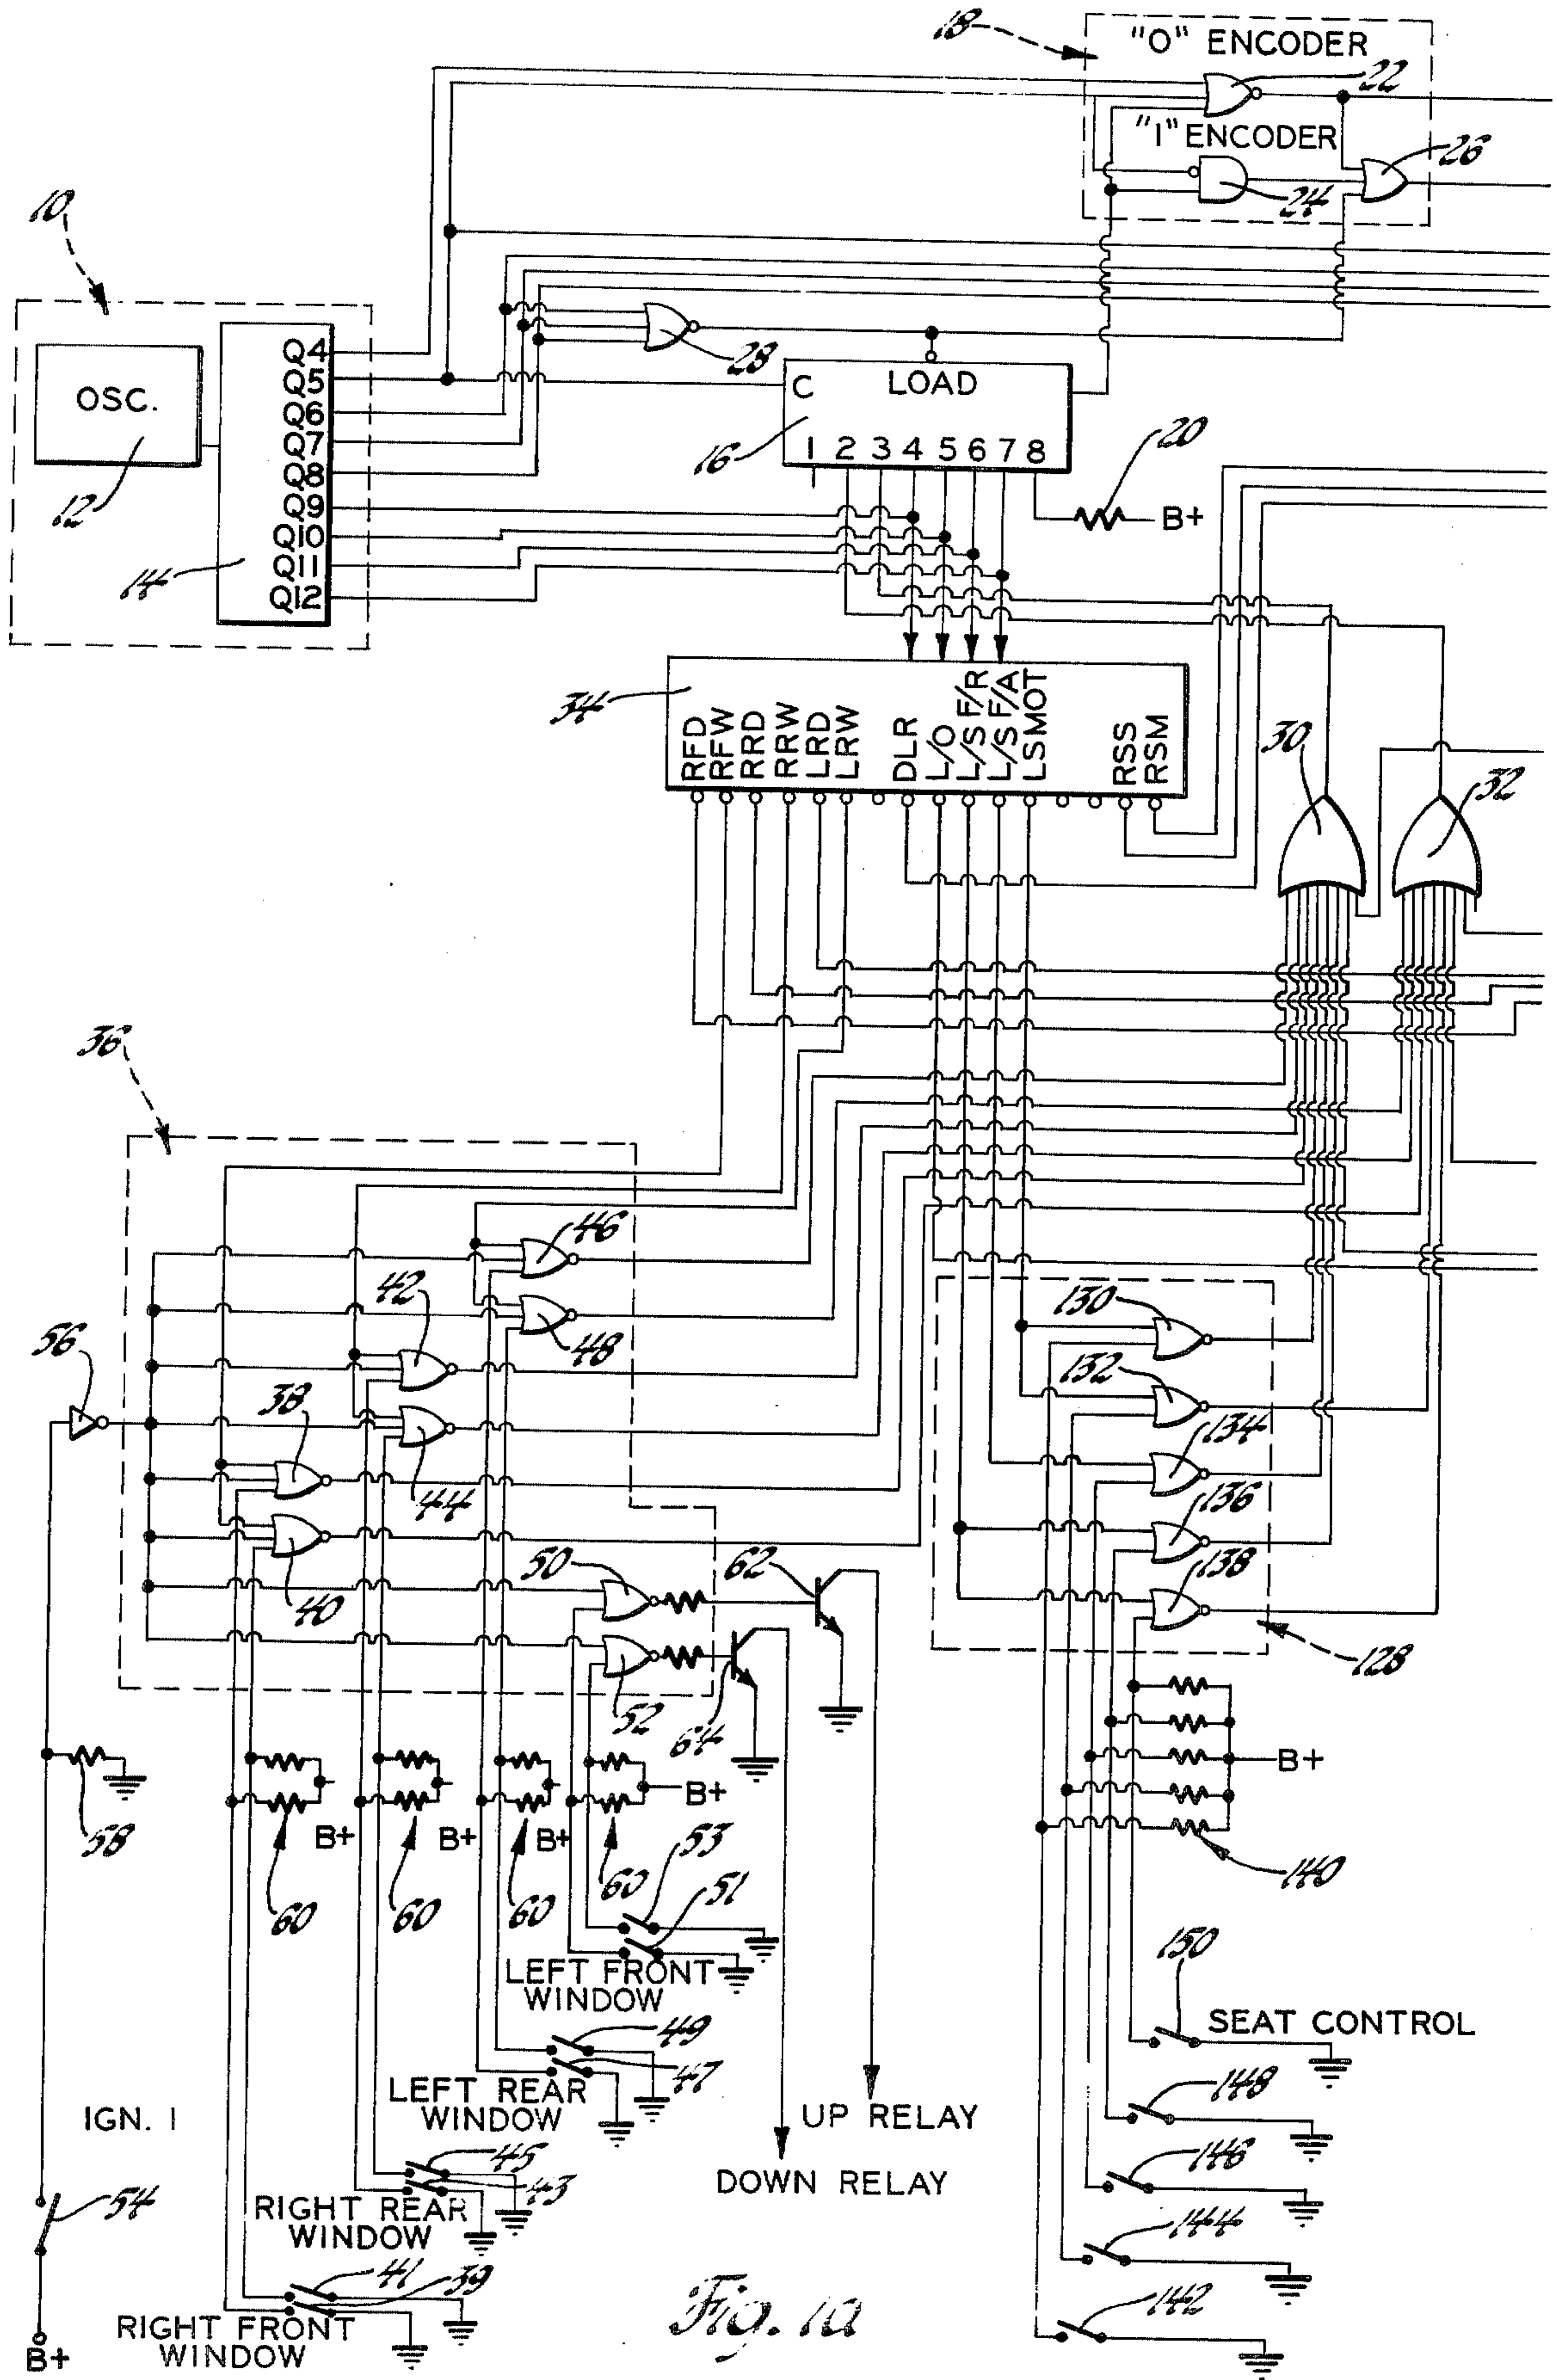 18
"O" ENCODER
22
"1" ENCODER
26
24
10
Q4
Q5
Q6
Q7
Q8
Q9
Q10
Q11
Q12
OSC.
12
14
28
C LOAD
1 2 3 4 5 6 7 8
16
20
B+
34
RFD
RFW
RRD
RRW
LRD
LRW
DLR
L/O
L/S F/R
L/S F/A
LSMOT
RSS
RSM
30
32
36
46
42
48
56
38
44
40
50
62
52
64
130
132
134
136
138
128
58
60
B+
60
B+
60
B+
60
B+
53
51
LEFT FRONT
WINDOW
B+
140
150
SEAT CONTROL
49
47
LEFT REAR
WINDOW
148
IGN. 1
UP RELAY
146
45
43
DOWN RELAY
54
RIGHT REAR
WINDOW
144
41
39
RIGHT FRONT
WINDOW
142
B+
Fig. 1a